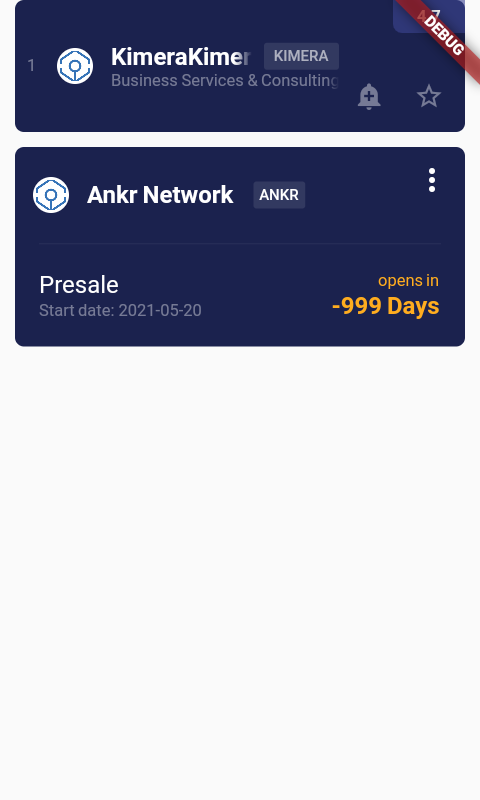 DEBUG
1
KIMERA
Business Services & Consulting
Ankr Network
ANKR
Presale
Start date: 2021-05-20
opens in
-999 Days